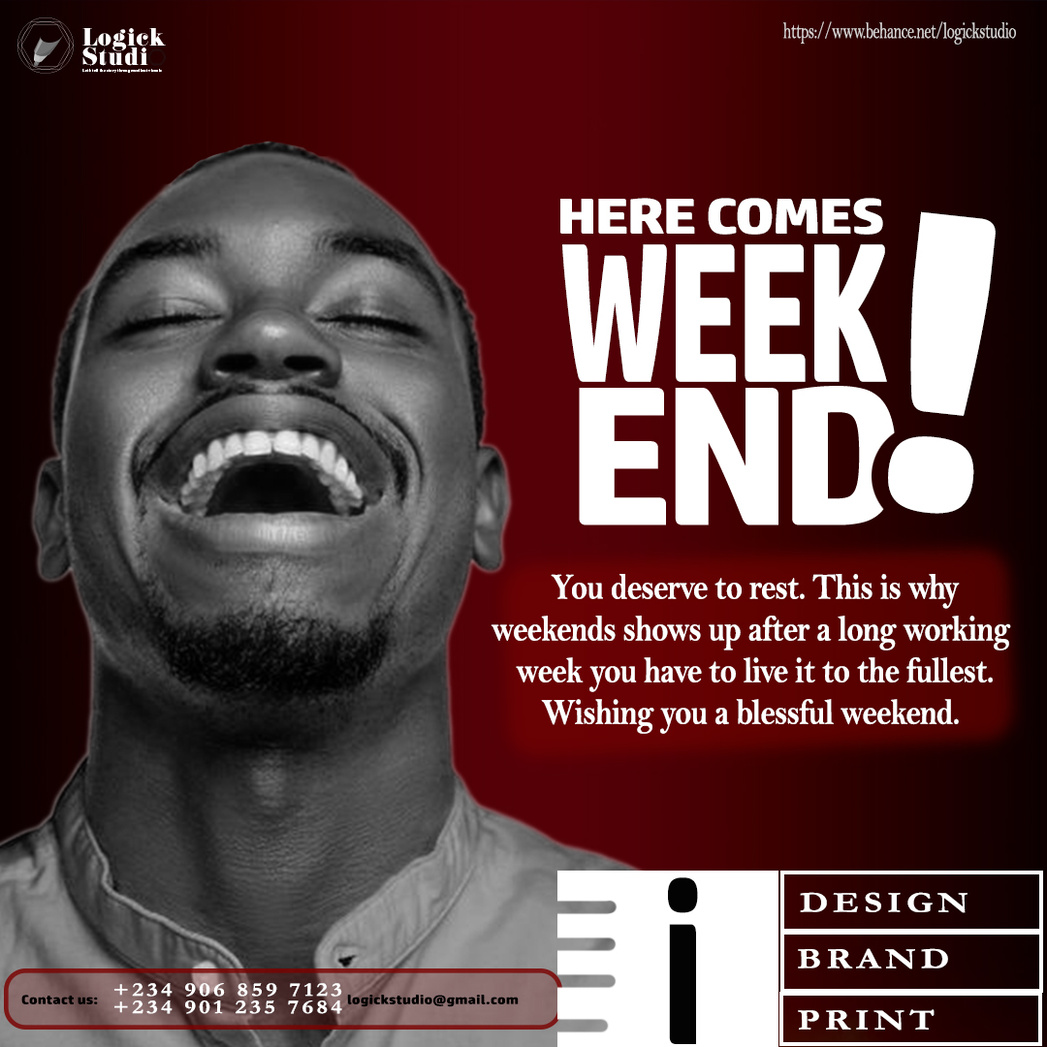 Logick
Studi
https://www.behance.net/logickstudio
HERE COMES
WEEK
END!
You deserve to rest. This is why
weekends shows up after a long working
week you have to live it to the fullest.
Wishing you a blessful weekend.
i
DESIGN
BRAND
PRINT
Contact us:
+234 906 859 7123
+234 901 235 7684
logickstudio@gmail.com